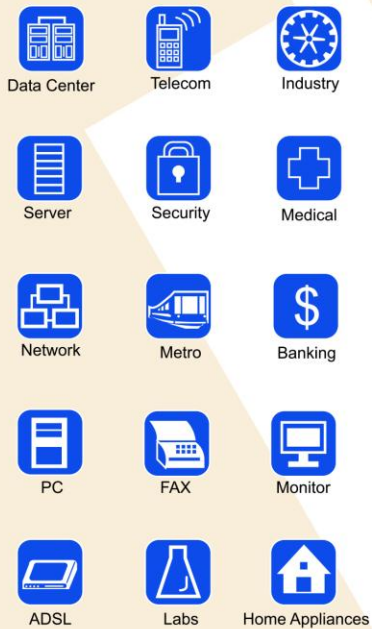 Data Center
Telecom
Industry
Server
Security
Medical
Network
Metro
$
Banking
PC
FAX
Monitor
ADSL
Labs
Home Appliances